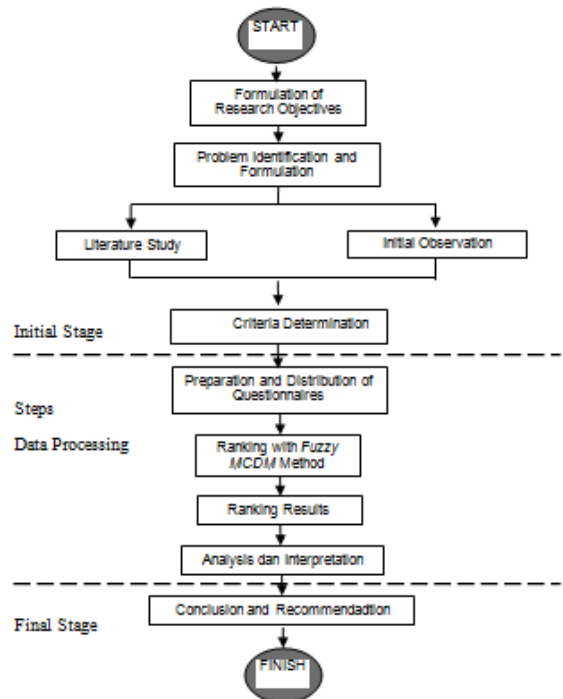 START
Formulation of
Research Objectives
Problem Identification and
Formulation
Literature Study
Initial Observation
Criteria Determination
Initial Stage
Preparation and Distribution of
Questionnaires
Steps
Data Processing
Ranking with Fuzzy
MCDM Method
Ranking Results
Analysis dan Interpretation
Conclusion and Recommendadtion
Final Stage
FINISH